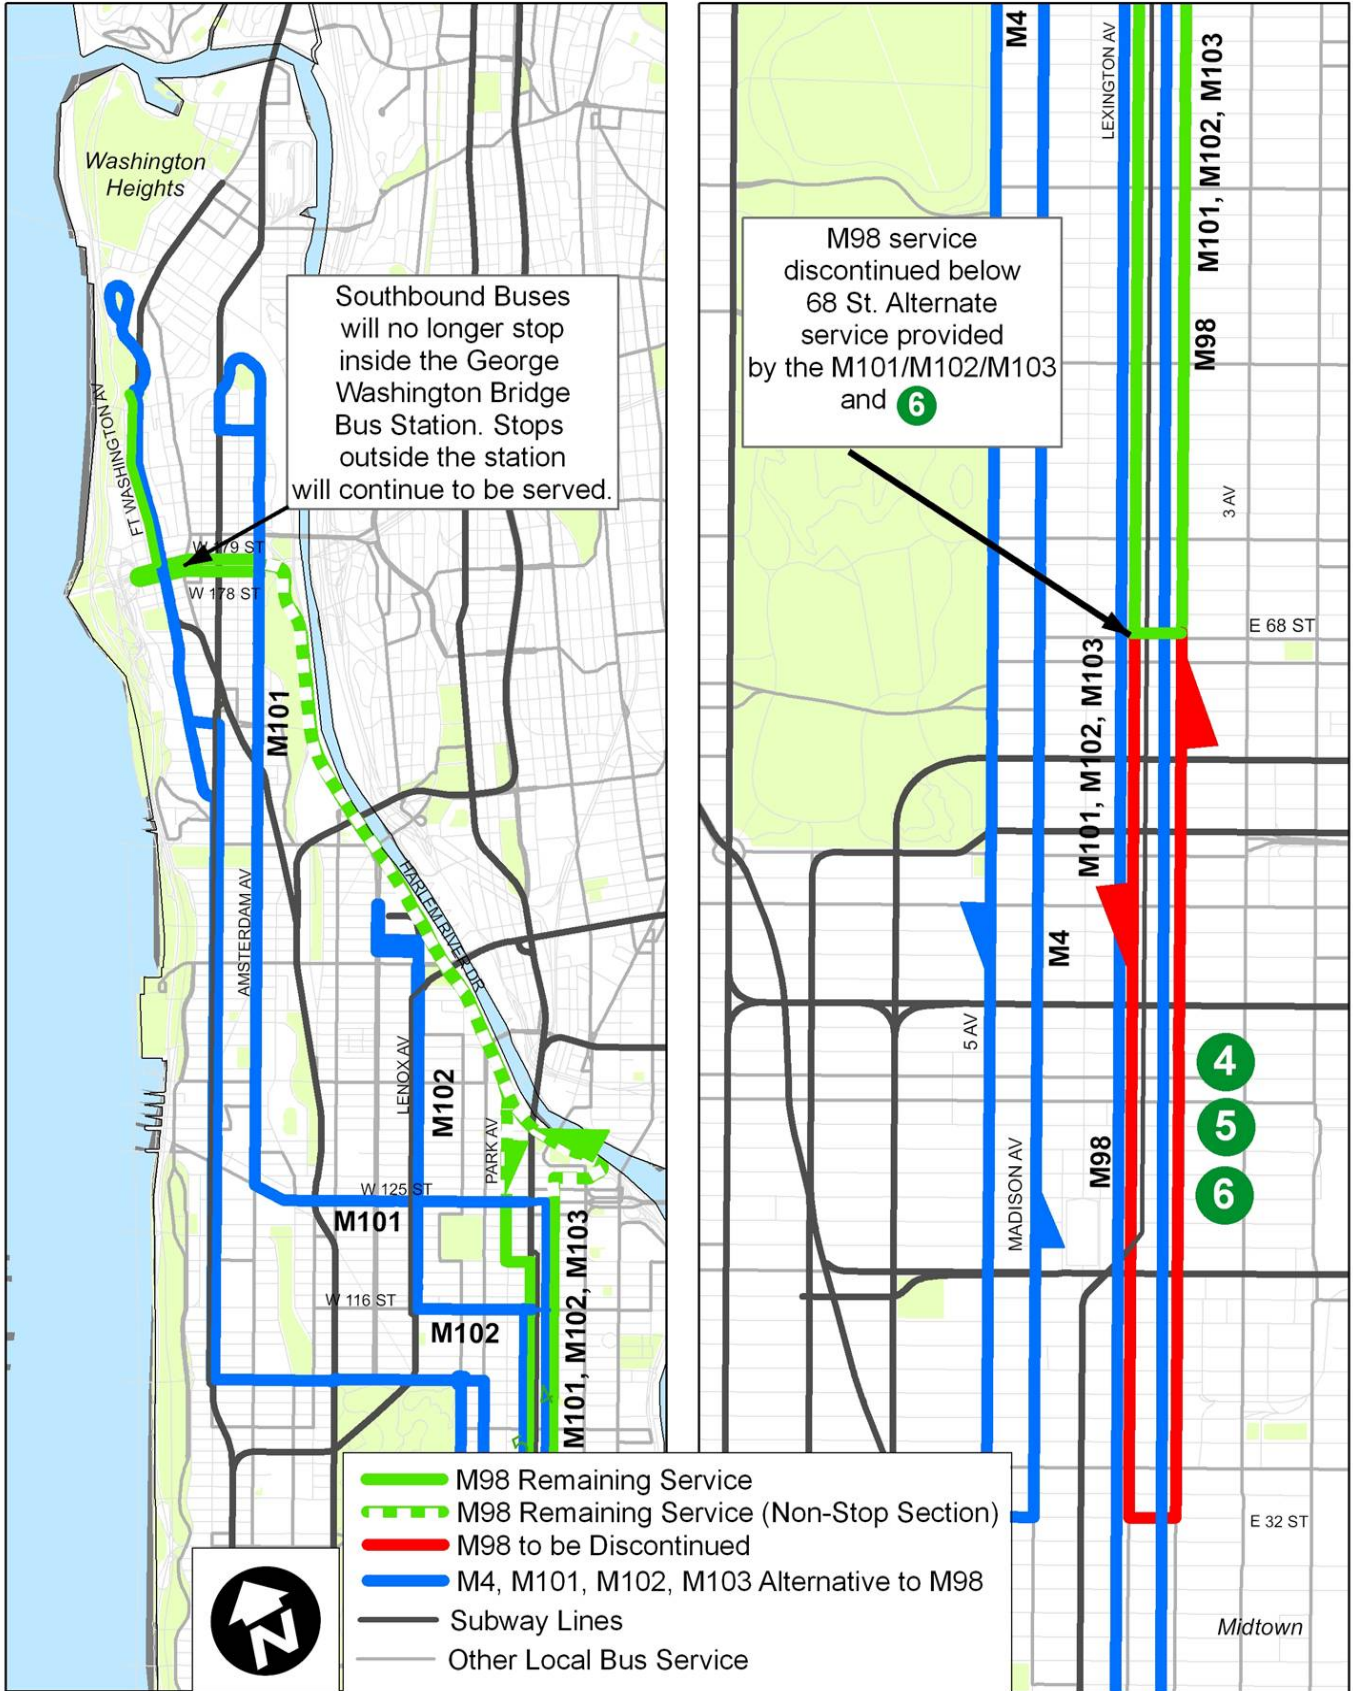 Washington
Heights
Southbound Buses
will no longer stop
inside the George
Washington Bridge
Bus Station. Stops
outside the station
will continue to be served.
FT WASHINGTON AV
W 179 ST
W 178 ST
M101
AMSTERDAM AV
HARLEM RIVER DR
LENOX AV
M102
PARK AV
W 125 ST
M101
W 116 ST
M102
M101, M102, M103
M4
LEXINGTON AV
M101, M102, M103
M98
M98 service
discontinued below
68 St. Alternate
service provided
by the M101/M102/M103
and 6
3 AV
E 68 ST
M101, M102, M103
M4
5 AV
MADISON AV
M98
4
5
6
E 32 ST
Midtown
M98 Remaining Service
M98 Remaining Service (Non-Stop Section)
M98 to be Discontinued
M4, M101, M102, M103 Alternative to M98
Subway Lines
Other Local Bus Service
N